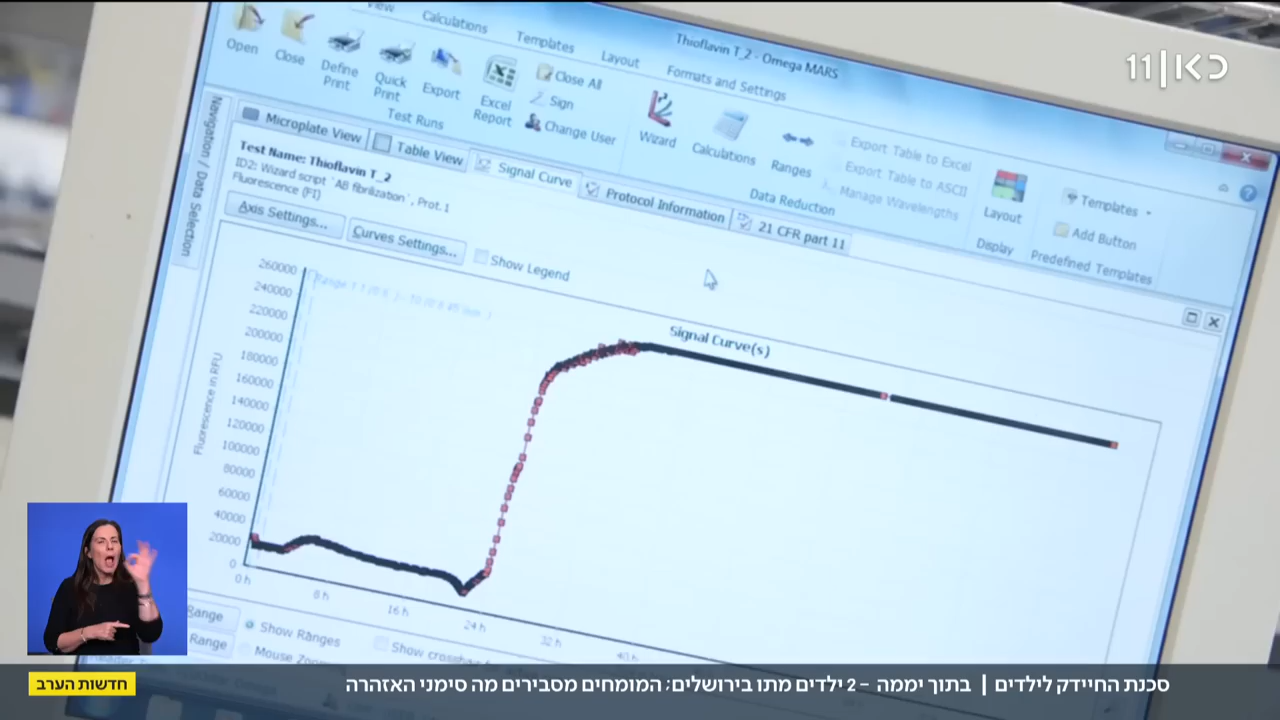 Thioflavin T_2 - Omega MARS
כאן 11
View
Calculations
Templates
Layout
Formats and Settings
Open
Close
Define Print
Quick Print
Export
Excel Report
Close All
Sign
Change User
Test Runs
Wizard
Calculations
Ranges
Export Table to Excel
Export Table to ASCII
Manage Wavelengths
Data Reduction
Layout
Display
Templates
Add Button
Predefined Templates
Navigation / Data Selection
Microplate View
Table View
Signal Curve
Protocol Information
21 CFR part 11
Test Name: Thioflavin T_2
ID2: Wizard script `AB fibrilization`, Prot.1
Fluorescence (FI)
Axis Settings...
Curves Settings...
Show Legend
Signal Curve(s)
Fluorescence in RFU
260000
240000
220000
200000
180000
160000
140000
120000
100000
80000
60000
40000
20000
0
0 h
8 h
16 h
24 h
32 h
40 h
Range
Range
Show Ranges
Mouse Zoom
Show crosshair
סכנת החיידק לילדים | בתוך יממה - 2 ילדים מתו בירושלים; המומחים מסבירים מה סימני האזהרה
חדשות הערב